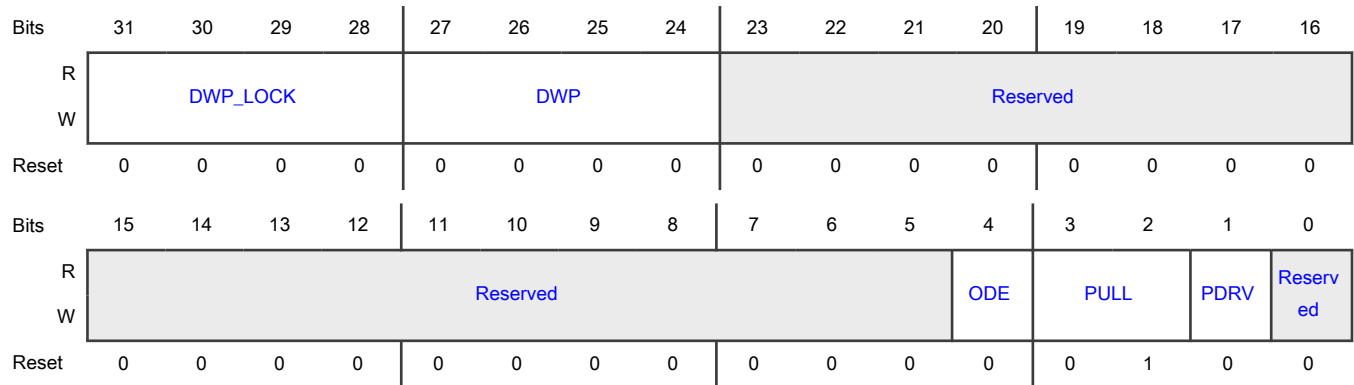 Bits 31 30 29 28 27 26 25 24 23 22 21 20 19 18 17 16
R
DWP_LOCK DWP Reserved
W
Reset 0 0 0 0 0 0 0 0 0 0 0 0 0 0 0 0
Bits 15 14 13 12 11 10 9 8 7 6 5 4 3 2 1 0
R
Reserved ODE PULL PDRV Reserv
ed
W
Reset 0 0 0 0 0 0 0 0 0 0 0 0 0 1 0 0